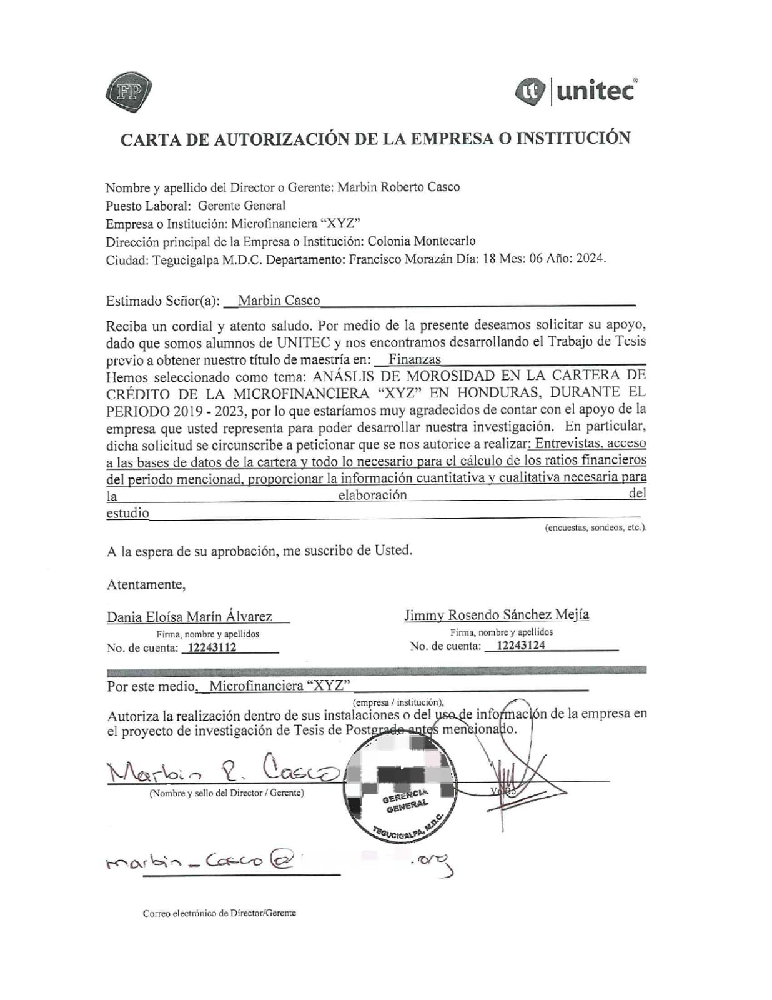 FP
ut unitec®
CARTA DE AUTORIZACIÓN DE LA EMPRESA O INSTITUCIÓN
Nombre y apellido del Director o Gerente: Marbin Roberto Casco
Puesto Laboral: Gerente General
Empresa o Institución: Microfinanciera “XYZ”
Dirección principal de la Empresa o Institución: Colonia Montecarlo
Ciudad: Tegucigalpa M.D.C. Departamento: Francisco Morazán Día: 18 Mes: 06 Año: 2024.
Estimado Señor(a): Marbin Casco
Reciba un cordial y atento saludo. Por medio de la presente deseamos solicitar su apoyo,
dado que somos alumnos de UNITEC y nos encontramos desarrollando el Trabajo de Tesis
previo a obtener nuestro título de maestría en: Finanzas
Hemos seleccionado como tema: ANÁSLIS DE MOROSIDAD EN LA CARTERA DE
CRÉDITO DE LA MICROFINANCIERA “XYZ” EN HONDURAS, DURANTE EL
PERIODO 2019 - 2023, por lo que estaríamos muy agradecidos de contar con el apoyo de la
empresa que usted representa para poder desarrollar nuestra investigación. En particular,
dicha solicitud se circunscribe a peticionar que se nos autorice a realizar: Entrevistas, acceso
a las bases de datos de la cartera y todo lo necesario para el cálculo de los ratios financieros
del periodo mencionad, proporcionar la información cuantitativa y cualitativa necesaria para
la elaboración del
estudio
(encuestas, sondeos, etc.).
A la espera de su aprobación, me suscribo de Usted.
Atentamente,
Dania Eloísa Marín Álvarez Jimmy Rosendo Sánchez Mejía
Firma, nombre y apellidos Firma, nombre y apellidos
No. de cuenta: 12243112 No. de cuenta: 12243124
Por este medio, Microfinanciera “XYZ”
(empresa / institución),
Autoriza la realización dentro de sus instalaciones o del uso de información de la empresa en
el proyecto de investigación de Tesis de Postgrado antes mencionado.
Marbin R. Casco
(Nombre y sello del Director / Gerente) Vo.Bo.
GERENCIA
GENERAL
TEGUCIGALPA, M.D.C.
marbin_casco@ .org
Correo electrónico de Director/Gerente